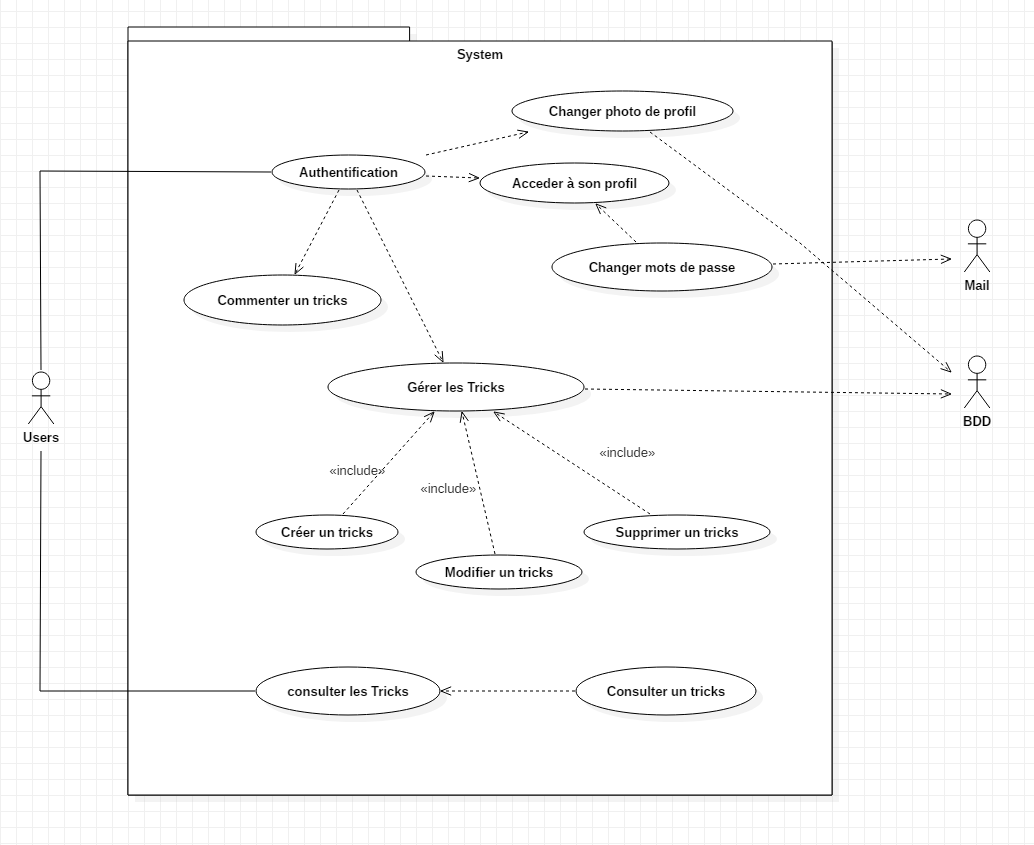 System
Changer photo de profil
Authentification
Acceder à son profil
Changer mots de passe
Mail
Commenter un tricks
Gérer les Tricks
BDD
Users
«include»
«include»
«include»
Créer un tricks
Supprimer un tricks
Modifier un tricks
consulter les Tricks
Consulter un tricks